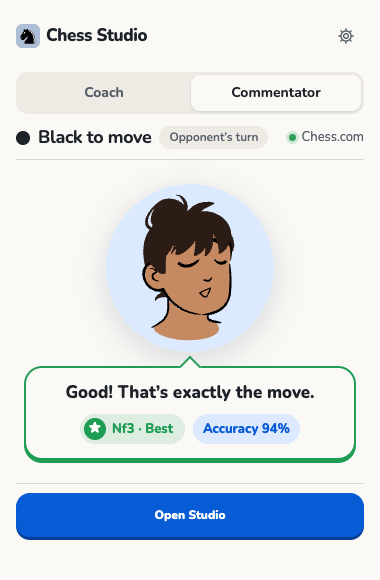 Chess Studio
Coach
Commentator
Black to move
Opponent's turn
Chess.com
Good! That's exactly the move.
Nf3 · Best
Accuracy 94%
Open Studio